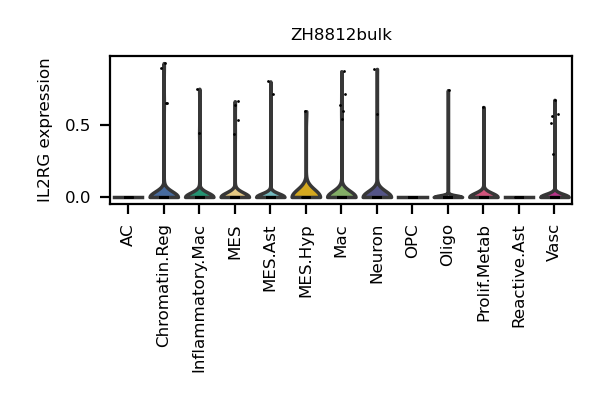 ZH8812bulk
IL2RG expression
0.5
0.0
AC
Chromatin.Reg
Inflammatory.Mac
MES
MES.Ast
MES.Hyp
Mac
Neuron
OPC
Oligo
Prolif.Metab
Reactive.Ast
Vasc